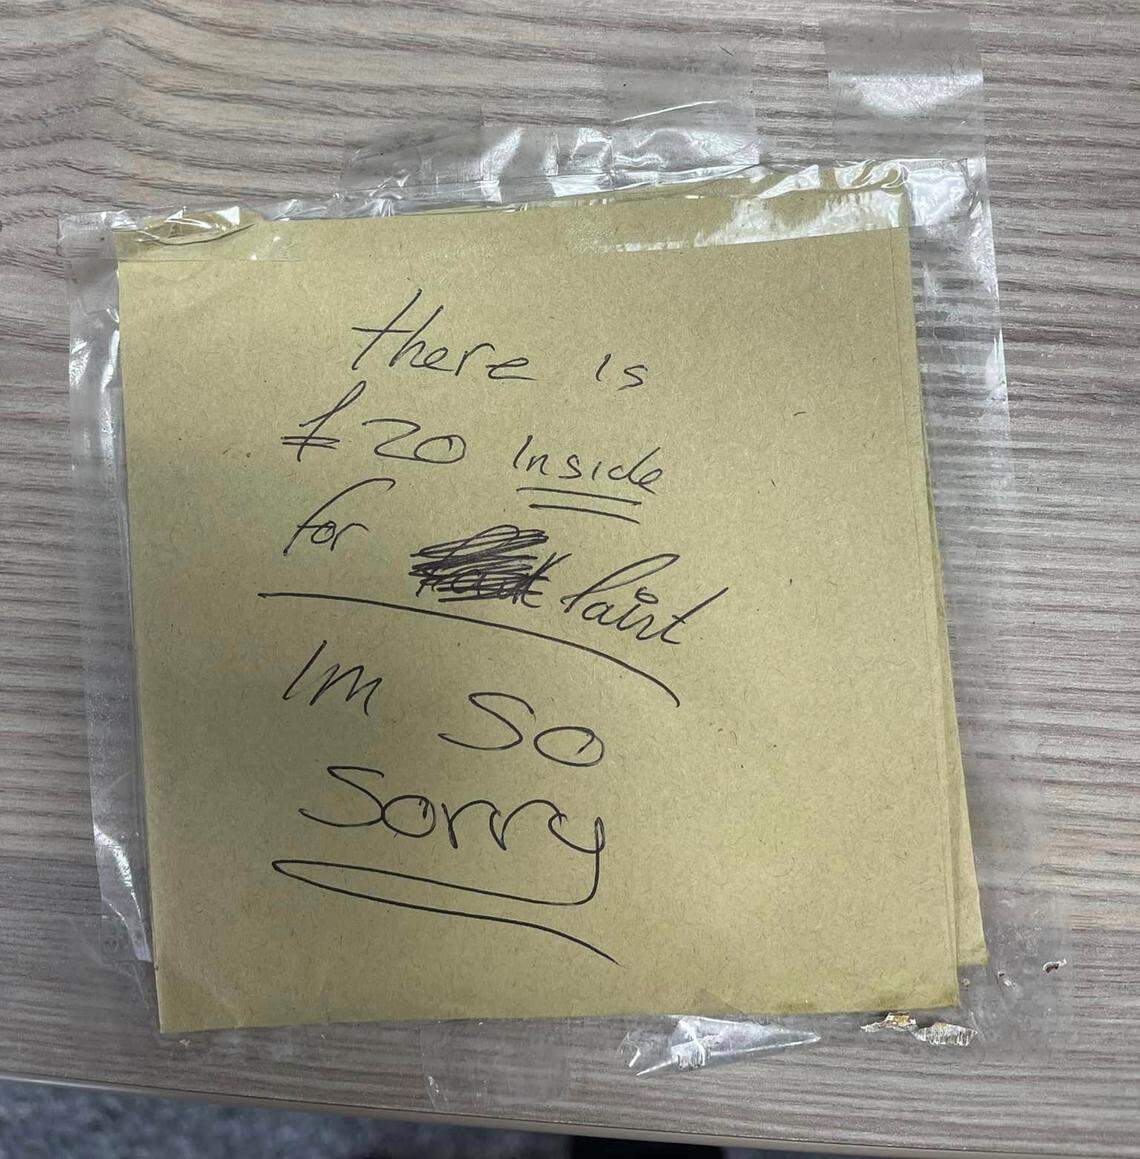 there is
£20 Inside
for Paint
Im so
Sorry